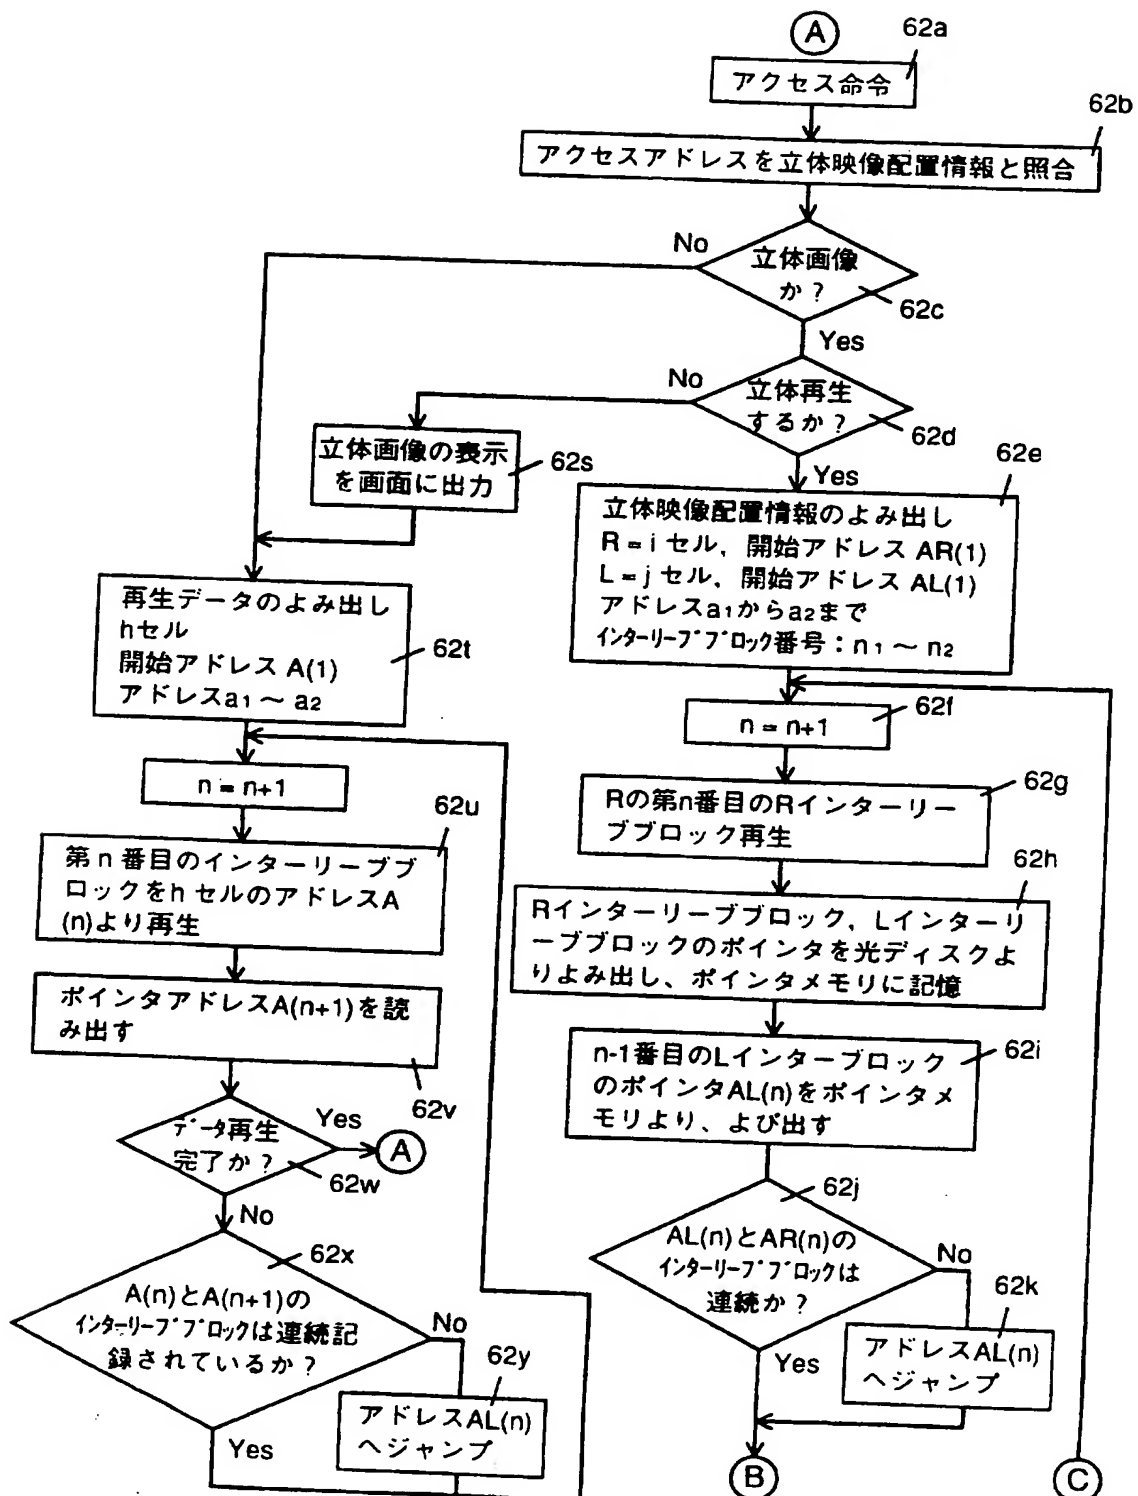 A
62a
アクセス命令
62b
アクセスアドレスを立体映像配置情報と照合
No
立体画像
か？
62c
Yes
No
立体再生
するか？
62d
立体画像の表示
を画面に出力
62s
Yes
62e
立体映像配置情報のよみ出し
R=iセル，開始アドレス AR(1)
L=jセル，開始アドレス AL(1)
アドレスa1からa2まで
インターリーブブロック番号：n1～n2
再生データのよみ出し
hセル
開始アドレス A(1)
アドレスa1～a2
62t
62f
n=n+1
n=n+1
62u
62g
Rの第n番目のRインターリー
ブブロック再生
第n番目のインターリーブブ
ロックをhセルのアドレスA
(n)より再生
62h
Rインターリーブブロック，Lインターリ
ーブブロックのポインタを光ディスクよ
りよみ出し、ポインタメモリに記憶
ポインタアドレスA(n+1)を読
み出す
62v
62i
n-1番目のLインターブロック
のポインタAL(n)をポインタメ
モリより、よび出す
データ再生
完了か？
Yes
A
62w
No
62j
AL(n)とAR(n)の
インターリーブブロックは
連続か？
No
62k
アドレスAL(n)
へジャンプ
Yes
62x
A(n)とA(n+1)の
インターリーブブロックは連続記
録されているか？
No
62y
アドレスAL(n)
へジャンプ
Yes
B
C